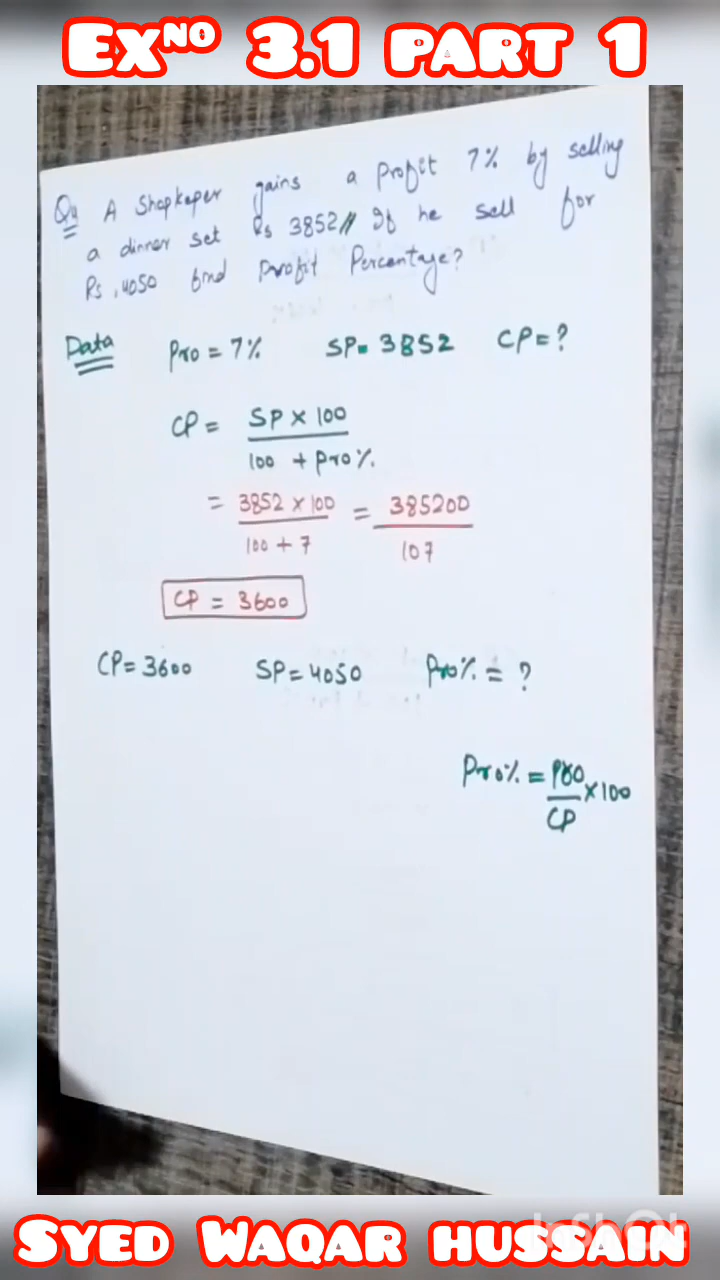 Exno 3.1 PART 1
Q4 A Shopkeper gains a Profit 7% by selling
a dinner set Rs 3852// If he sell for
Rs.4050 find Profit Percentage?
Data Pro = 7% SP = 3852 CP = ?
CP = SP x 100
100 + Pro%
= 3852 x 100 = 385200
100 + 7 107
CP = 3600
CP = 3600 SP = 4050 Pro% = ?
Pro% = Pro x 100
CP
SYED WAQAR HUSSAIN